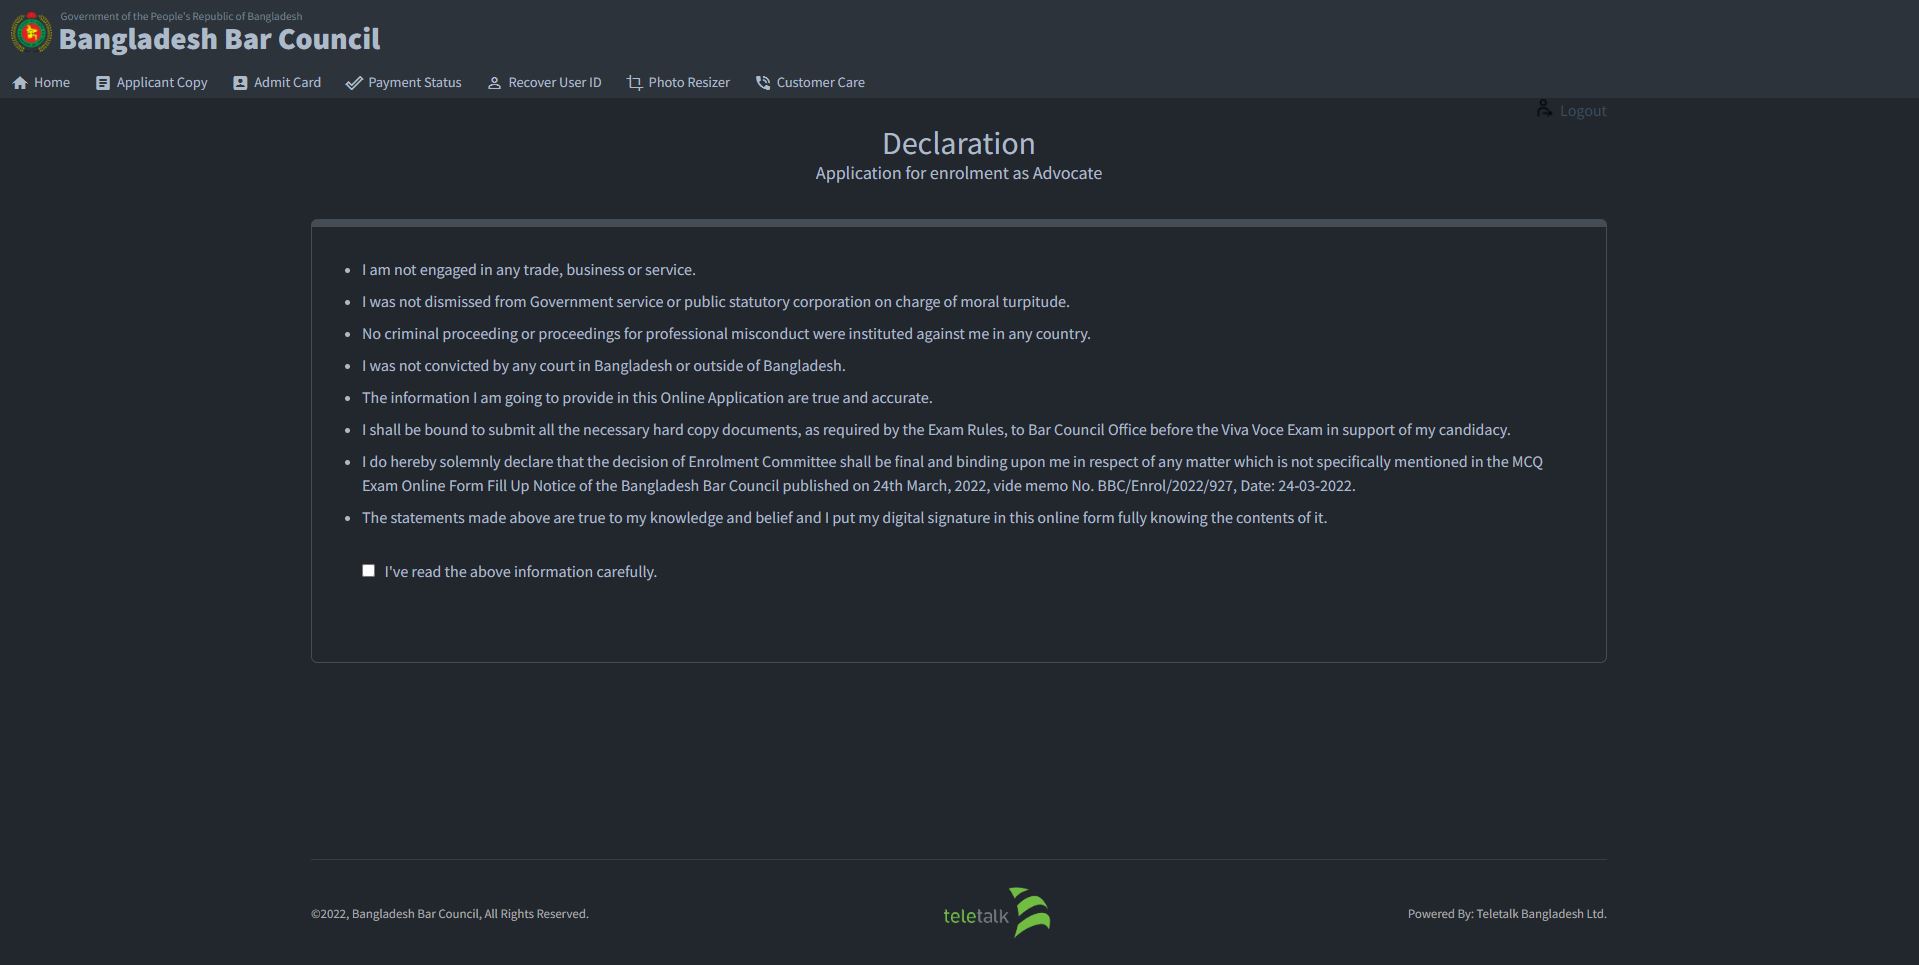 Government of the People's Republic of Bangladesh
Bangladesh Bar Council
Home Applicant Copy Admit Card Payment Status Recover User ID Photo Resizer Customer Care
Logout
Declaration
Application for enrolment as Advocate
• I am not engaged in any trade, business or service.
• I was not dismissed from Government service or public statutory corporation on charge of moral turpitude.
• No criminal proceeding or proceedings for professional misconduct were instituted against me in any country.
• I was not convicted by any court in Bangladesh or outside of Bangladesh.
• The information I am going to provide in this Online Application are true and accurate.
• I shall be bound to submit all the necessary hard copy documents, as required by the Exam Rules, to Bar Council Office before the Viva Voce Exam in support of my candidacy.
• I do hereby solemnly declare that the decision of Enrolment Committee shall be final and binding upon me in respect of any matter which is not specifically mentioned in the MCQ
Exam Online Form Fill Up Notice of the Bangladesh Bar Council published on 24th March, 2022, vide memo No. BBC/Enrol/2022/927, Date: 24-03-2022.
• The statements made above are true to my knowledge and belief and I put my digital signature in this online form fully knowing the contents of it.
I've read the above information carefully.
©2022, Bangladesh Bar Council, All Rights Reserved.
teletalk
Powered By: Teletalk Bangladesh Ltd.